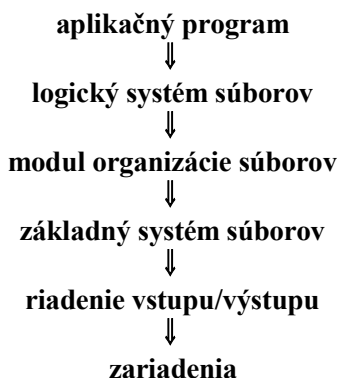 aplikačný program
⇓
logický systém súborov
⇓
modul organizácie súborov
⇓
základný systém súborov
⇓
riadenie vstupu/výstupu
⇓
zariadenia